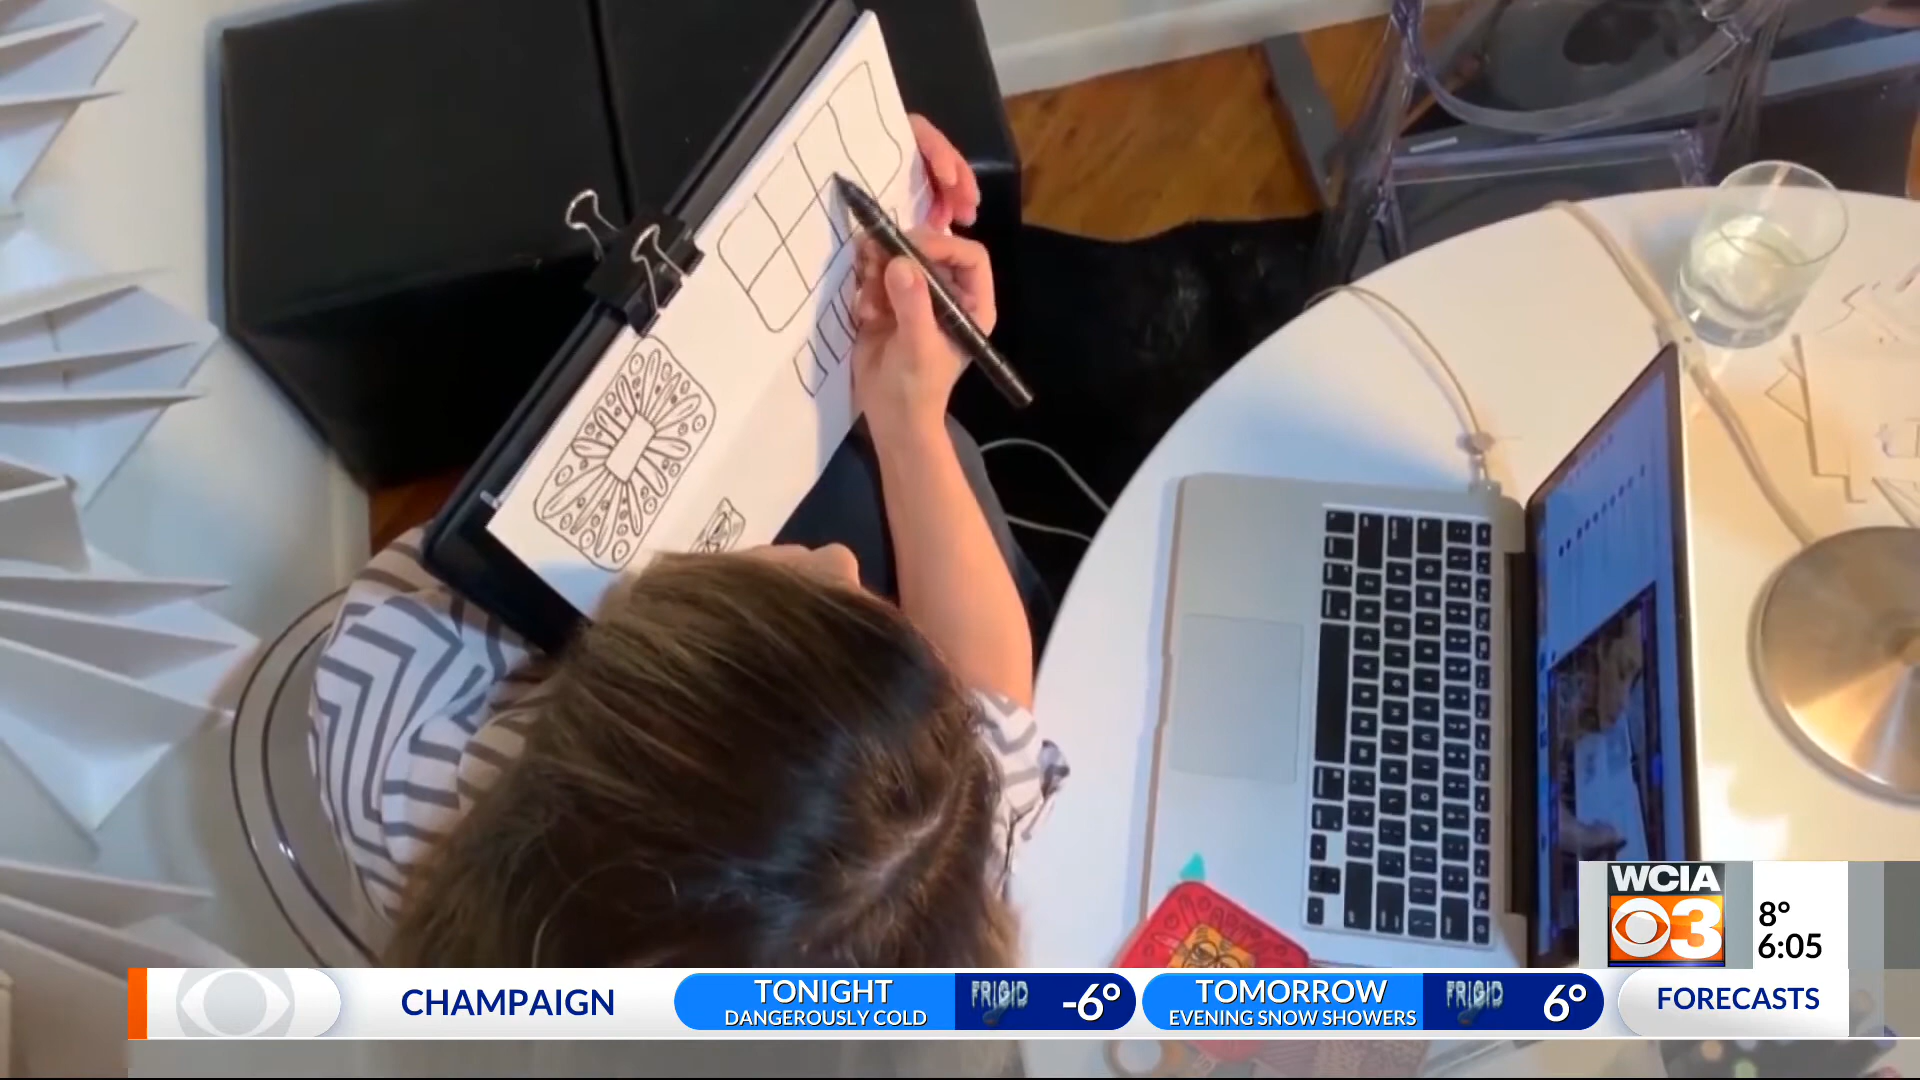 WCIA
3
8°
6:05
CHAMPAIGN
TONIGHT
DANGEROUSLY COLD
FRIGID
-6°
TOMORROW
EVENING SNOW SHOWERS
FRIGID
6°
FORECASTS